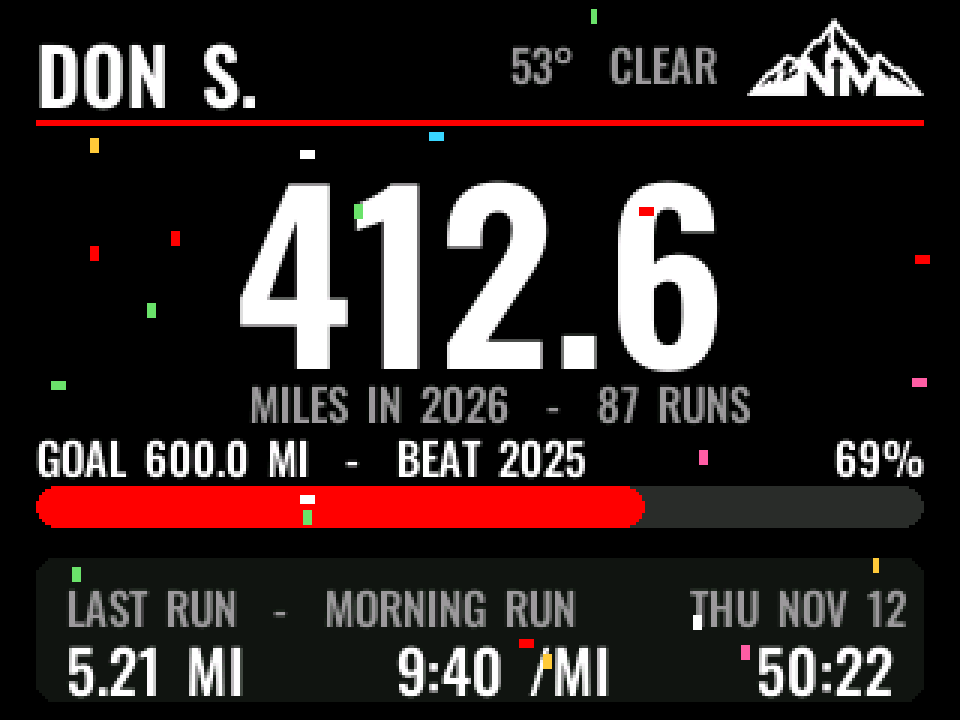 DON S. 53° CLEAR NM
412.6
MILES IN 2026 - 87 RUNS
GOAL 600.0 MI - BEAT 2025 69%
LAST RUN - MORNING RUN THU NOV 12
5.21 MI 9:40 /MI 50:22